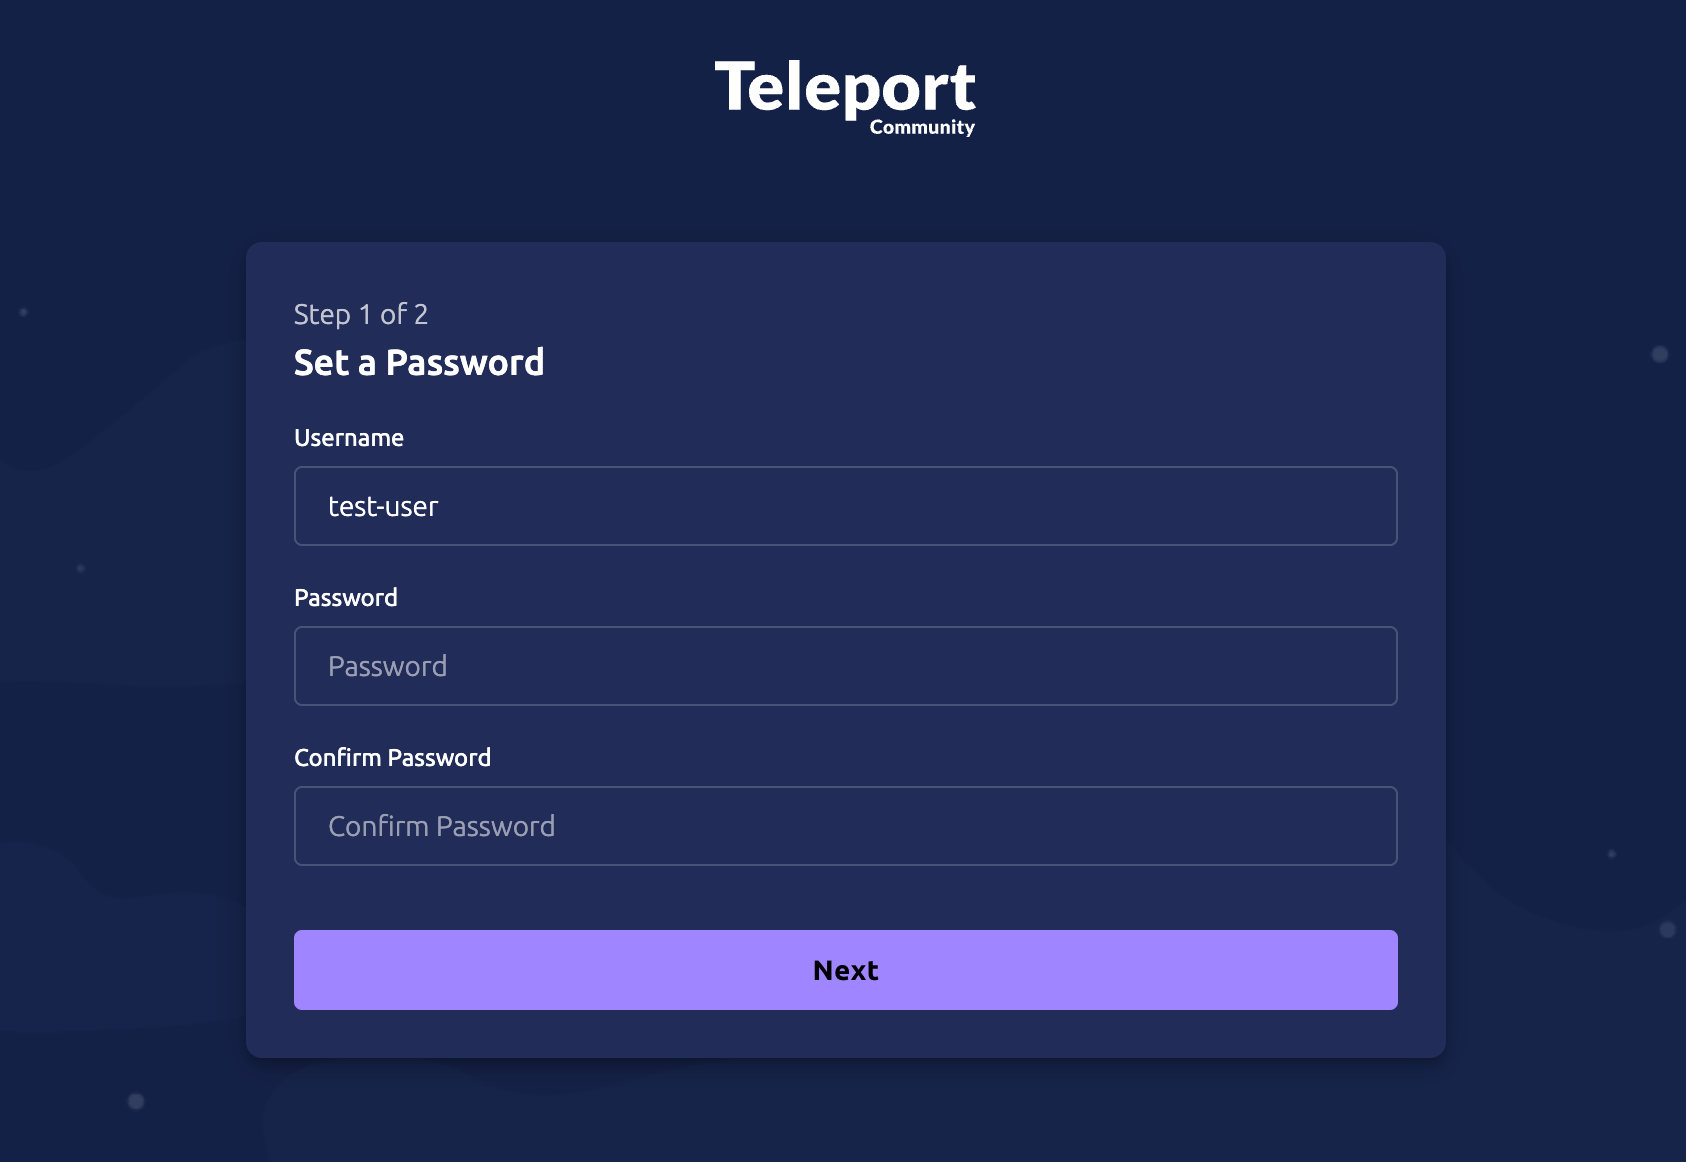 Teleport
Community
Step 1 of 2
Set a Password
Username
test-user
Password
Password
Confirm Password
Confirm Password
Next